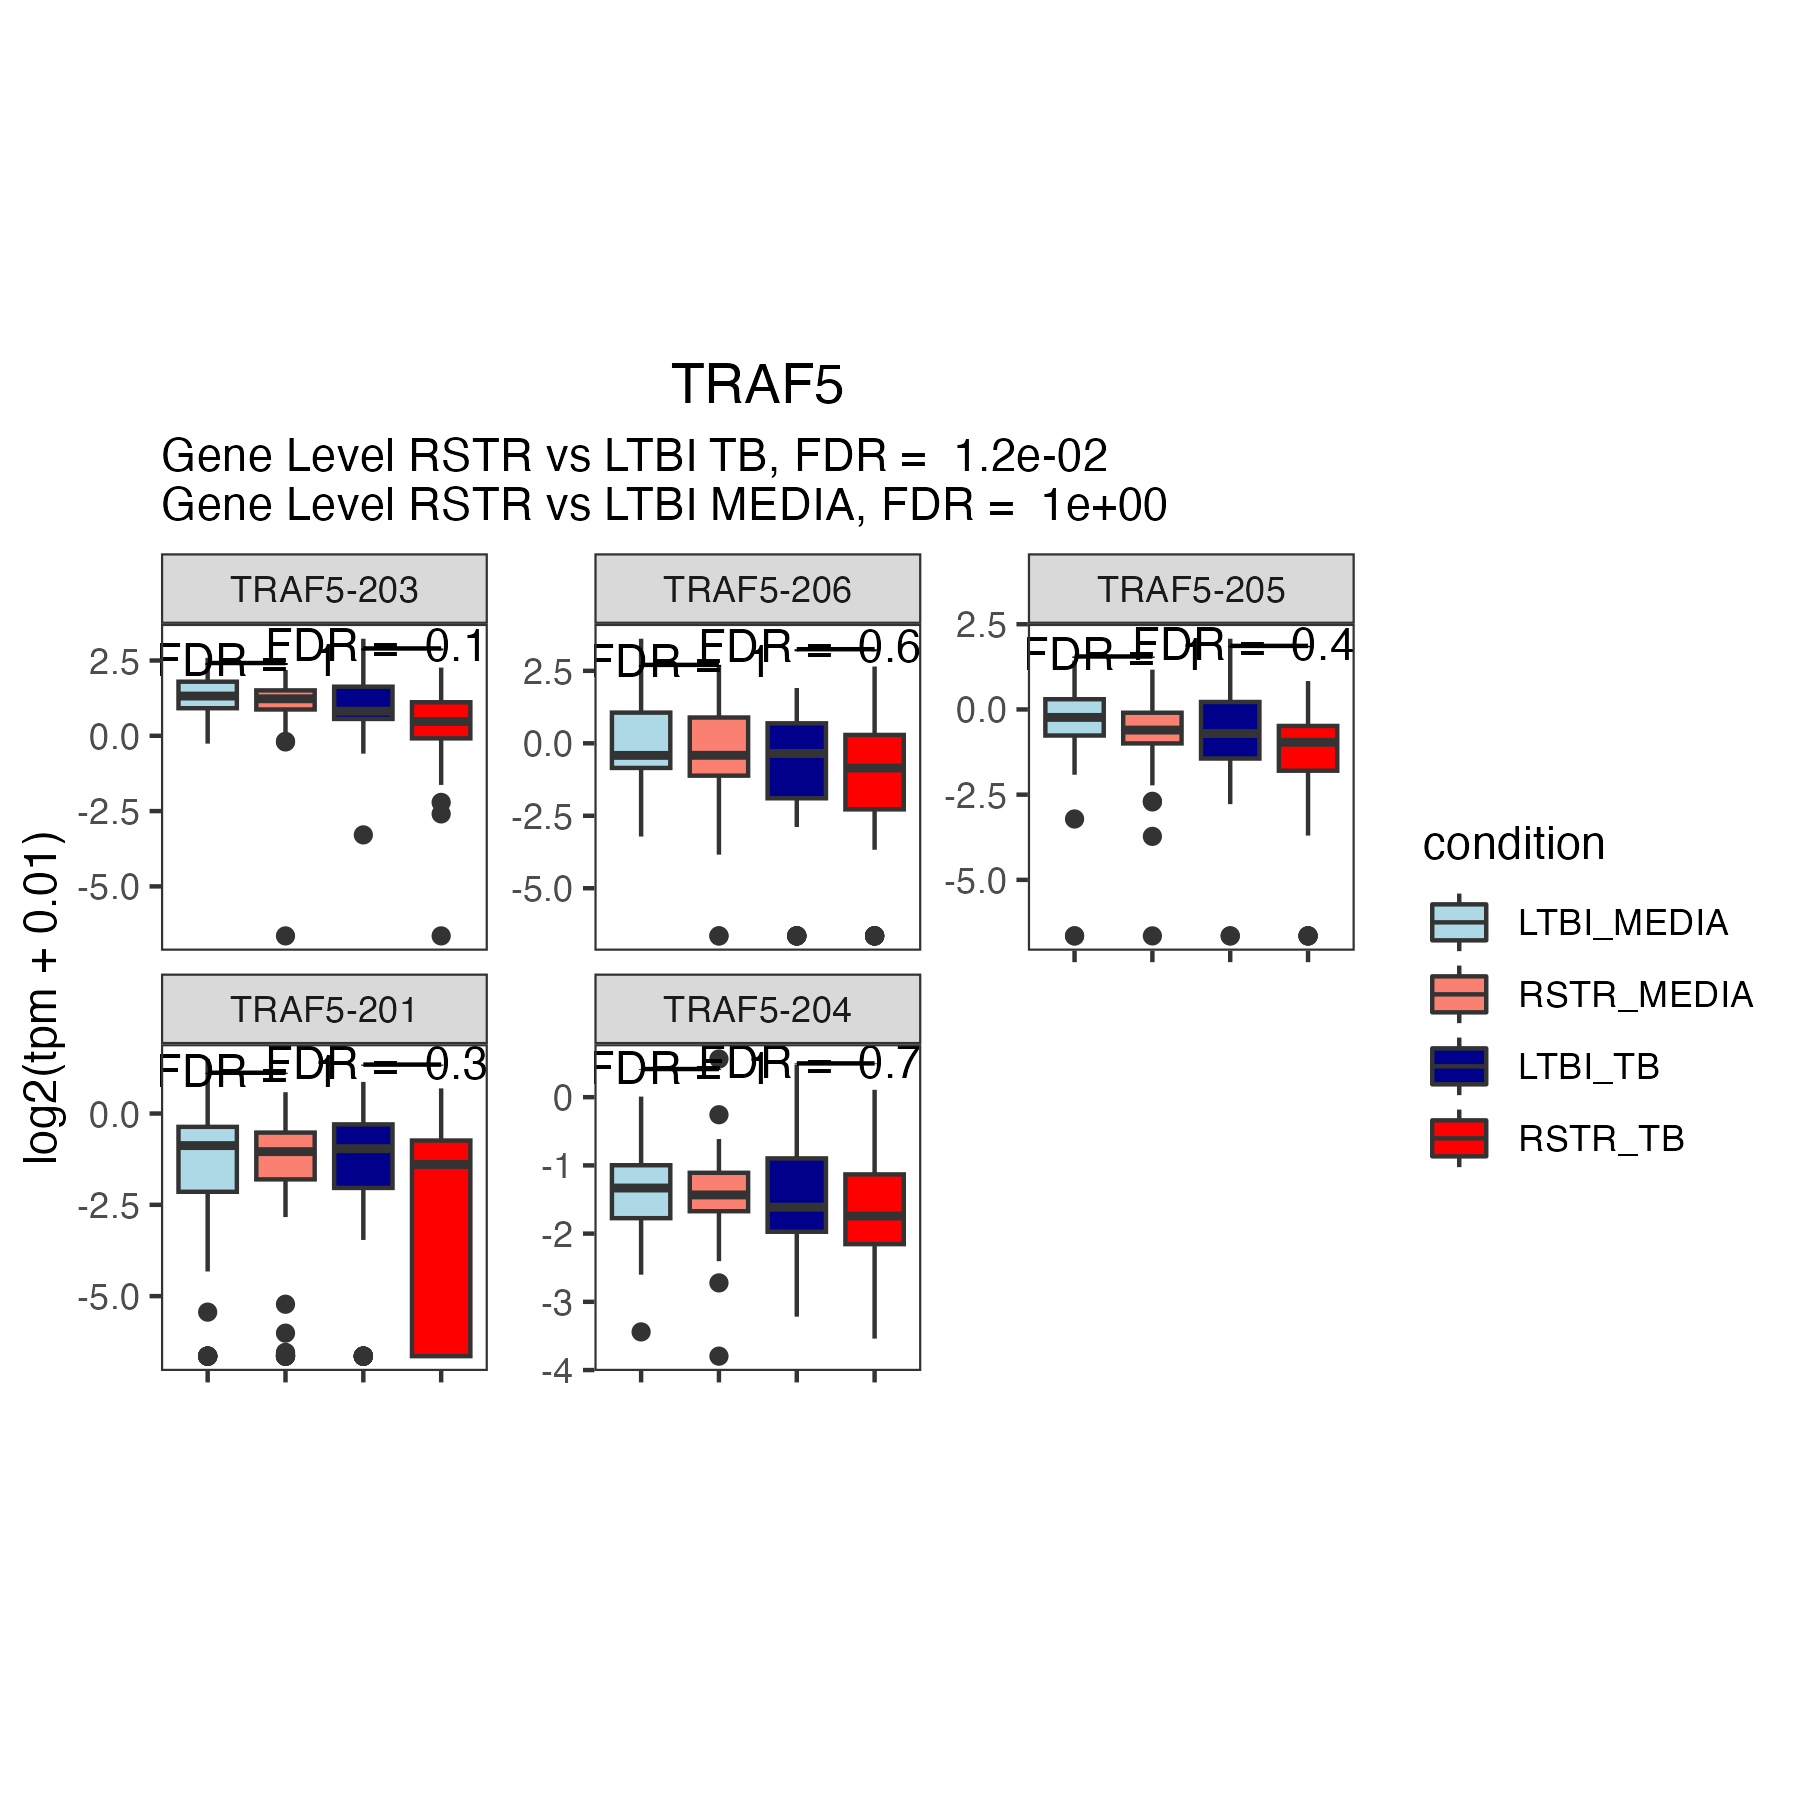 TRAF5
Gene Level RSTR vs LTBI TB, FDR =  1.2e-02
Gene Level RSTR vs LTBI MEDIA, FDR =  1e+00
TRAF5-203
TRAF5-206
TRAF5-205
FDR = 1
FDR = 0.1
FDR = 1
FDR = 0.6
FDR = 1
FDR = 0.4
2.5
0.0
-2.5
-5.0
2.5
0.0
-2.5
-5.0
2.5
0.0
-2.5
-5.0
TRAF5-201
TRAF5-204
FDR = 1
FDR = 0.3
FDR = 1
FDR = 0.7
0.0
-2.5
-5.0
0
-1
-2
-3
-4
log2(tpm + 0.01)
condition
LTBI_MEDIA
RSTR_MEDIA
LTBI_TB
RSTR_TB